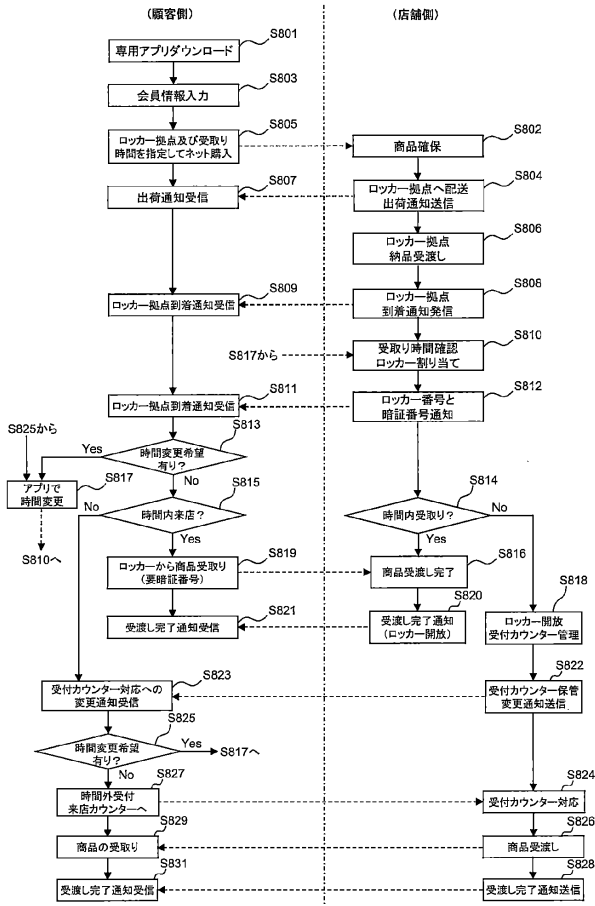 (顧客側)
(店舗側)
S801
専用アプリダウンロード
S803
会員情報入力
S805
ロッカー拠点及び受取り
時間を指定してネット購入
S802
商品確保
S807
出荷通知受信
S804
ロッカー拠点へ配送
出荷通知送信
S806
ロッカー拠点
納品受渡し
S809
ロッカー拠点到着通知受信
S808
ロッカー拠点
到着通知発信
S817から
S810
受取り時間確認
ロッカー割り当て
S811
ロッカー拠点到着通知受信
S812
ロッカー番号と
暗証番号通知
S825から
Yes
S813
時間変更希望
有り?
No
S817
アプリで
時間変更
S810へ
No
S815
時間内来店?
Yes
S814
時間内受取り?
No
Yes
S819
ロッカーから商品受取り
(要暗証番号)
S816
商品受渡し完了
S818
ロッカー開放
受付カウンター管理
S821
受渡し完了通知受信
S820
受渡し完了通知
(ロッカー開放)
S823
受付カウンター対応への
変更通知受信
S822
受付カウンター保管
変更通知送信
S825
時間変更希望
有り?
Yes
S817へ
No
S827
時間外受付
来店カウンターへ
S824
受付カウンター対応
S829
商品の受取り
S826
商品受渡し
S831
受渡し完了通知受信
S828
受渡し完了通知送信